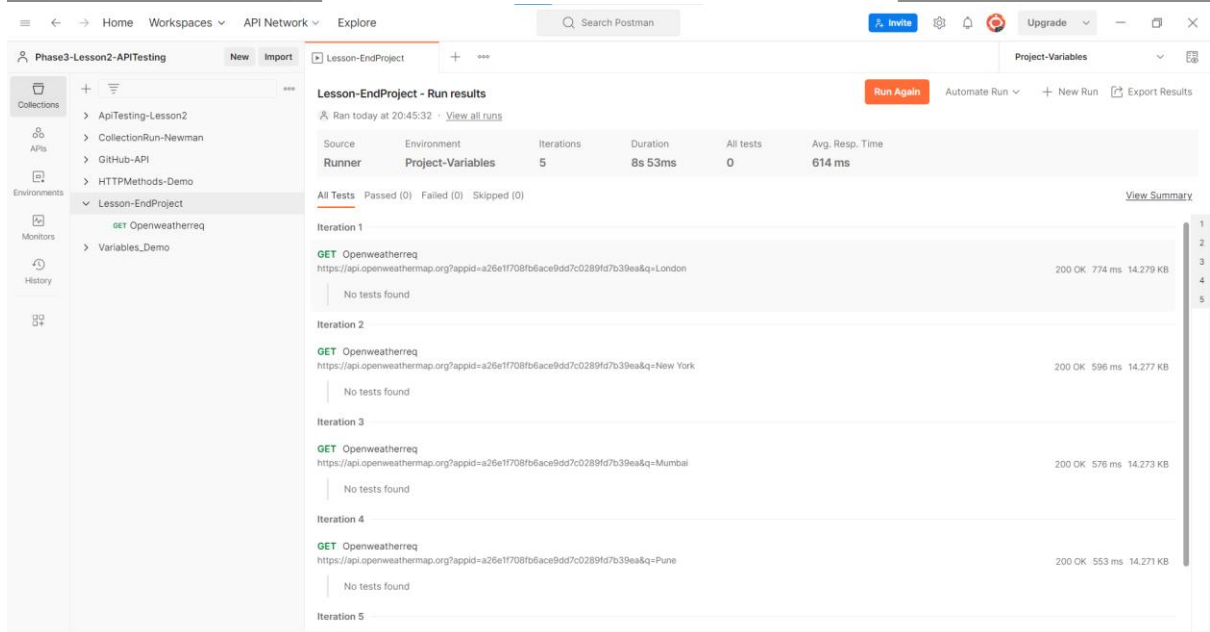 Home Workspaces API Network Explore Search Postman Invite Upgrade
Phase3-Lesson2-APITesting New Import Lesson-EndProject Project-Variables
Collections
APIs
Environments
Monitors
History
ApiTesting-Lesson2
CollectionRun-Newman
GitHub-API
HTTPMethods-Demo
Lesson-EndProject
GET Openweatherreq
Variables_Demo
Lesson-EndProject - Run results Run Again Automate Run New Run Export Results
Ran today at 20:45:32 · View all runs
Source Environment Iterations Duration All tests Avg. Resp. Time
Runner Project-Variables 5 8s 53ms 0 614 ms
All Tests Passed (0) Failed (0) Skipped (0) View Summary
Iteration 1
GET Openweatherreq
https://api.openweathermap.org?appid=a26e1f708fb6ace9dd7c0289fd7b39ea&q=London 200 OK 774 ms 14.279 KB
No tests found
Iteration 2
GET Openweatherreq
https://api.openweathermap.org?appid=a26e1f708fb6ace9dd7c0289fd7b39ea&q=New York 200 OK 596 ms 14.277 KB
No tests found
Iteration 3
GET Openweatherreq
https://api.openweathermap.org?appid=a26e1f708fb6ace9dd7c0289fd7b39ea&q=Mumbai 200 OK 576 ms 14.273 KB
No tests found
Iteration 4
GET Openweatherreq
https://api.openweathermap.org?appid=a26e1f708fb6ace9dd7c0289fd7b39ea&q=Pune 200 OK 553 ms 14.271 KB
No tests found
Iteration 5
1
2
3
4
5